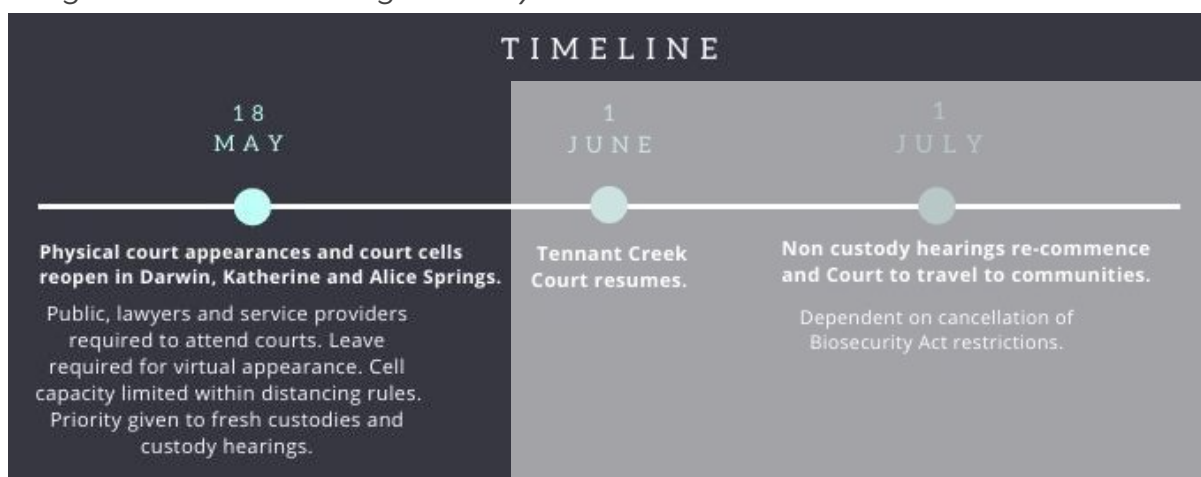 TIMELINE
18
MAY
Physical court appearances and court cells
reopen in Darwin, Katherine and Alice Springs.
Public, lawyers and service providers
required to attend courts. Leave
required for virtual appearance. Cell
capacity limited within distancing rules.
Priority given to fresh custodies and
custody hearings.
1
JUNE
Tennant Creek
Court resumes.
1
JULY
Non custody hearings re-commence
and Court to travel to communities.
Dependent on cancellation of
Biosecurity Act restrictions.